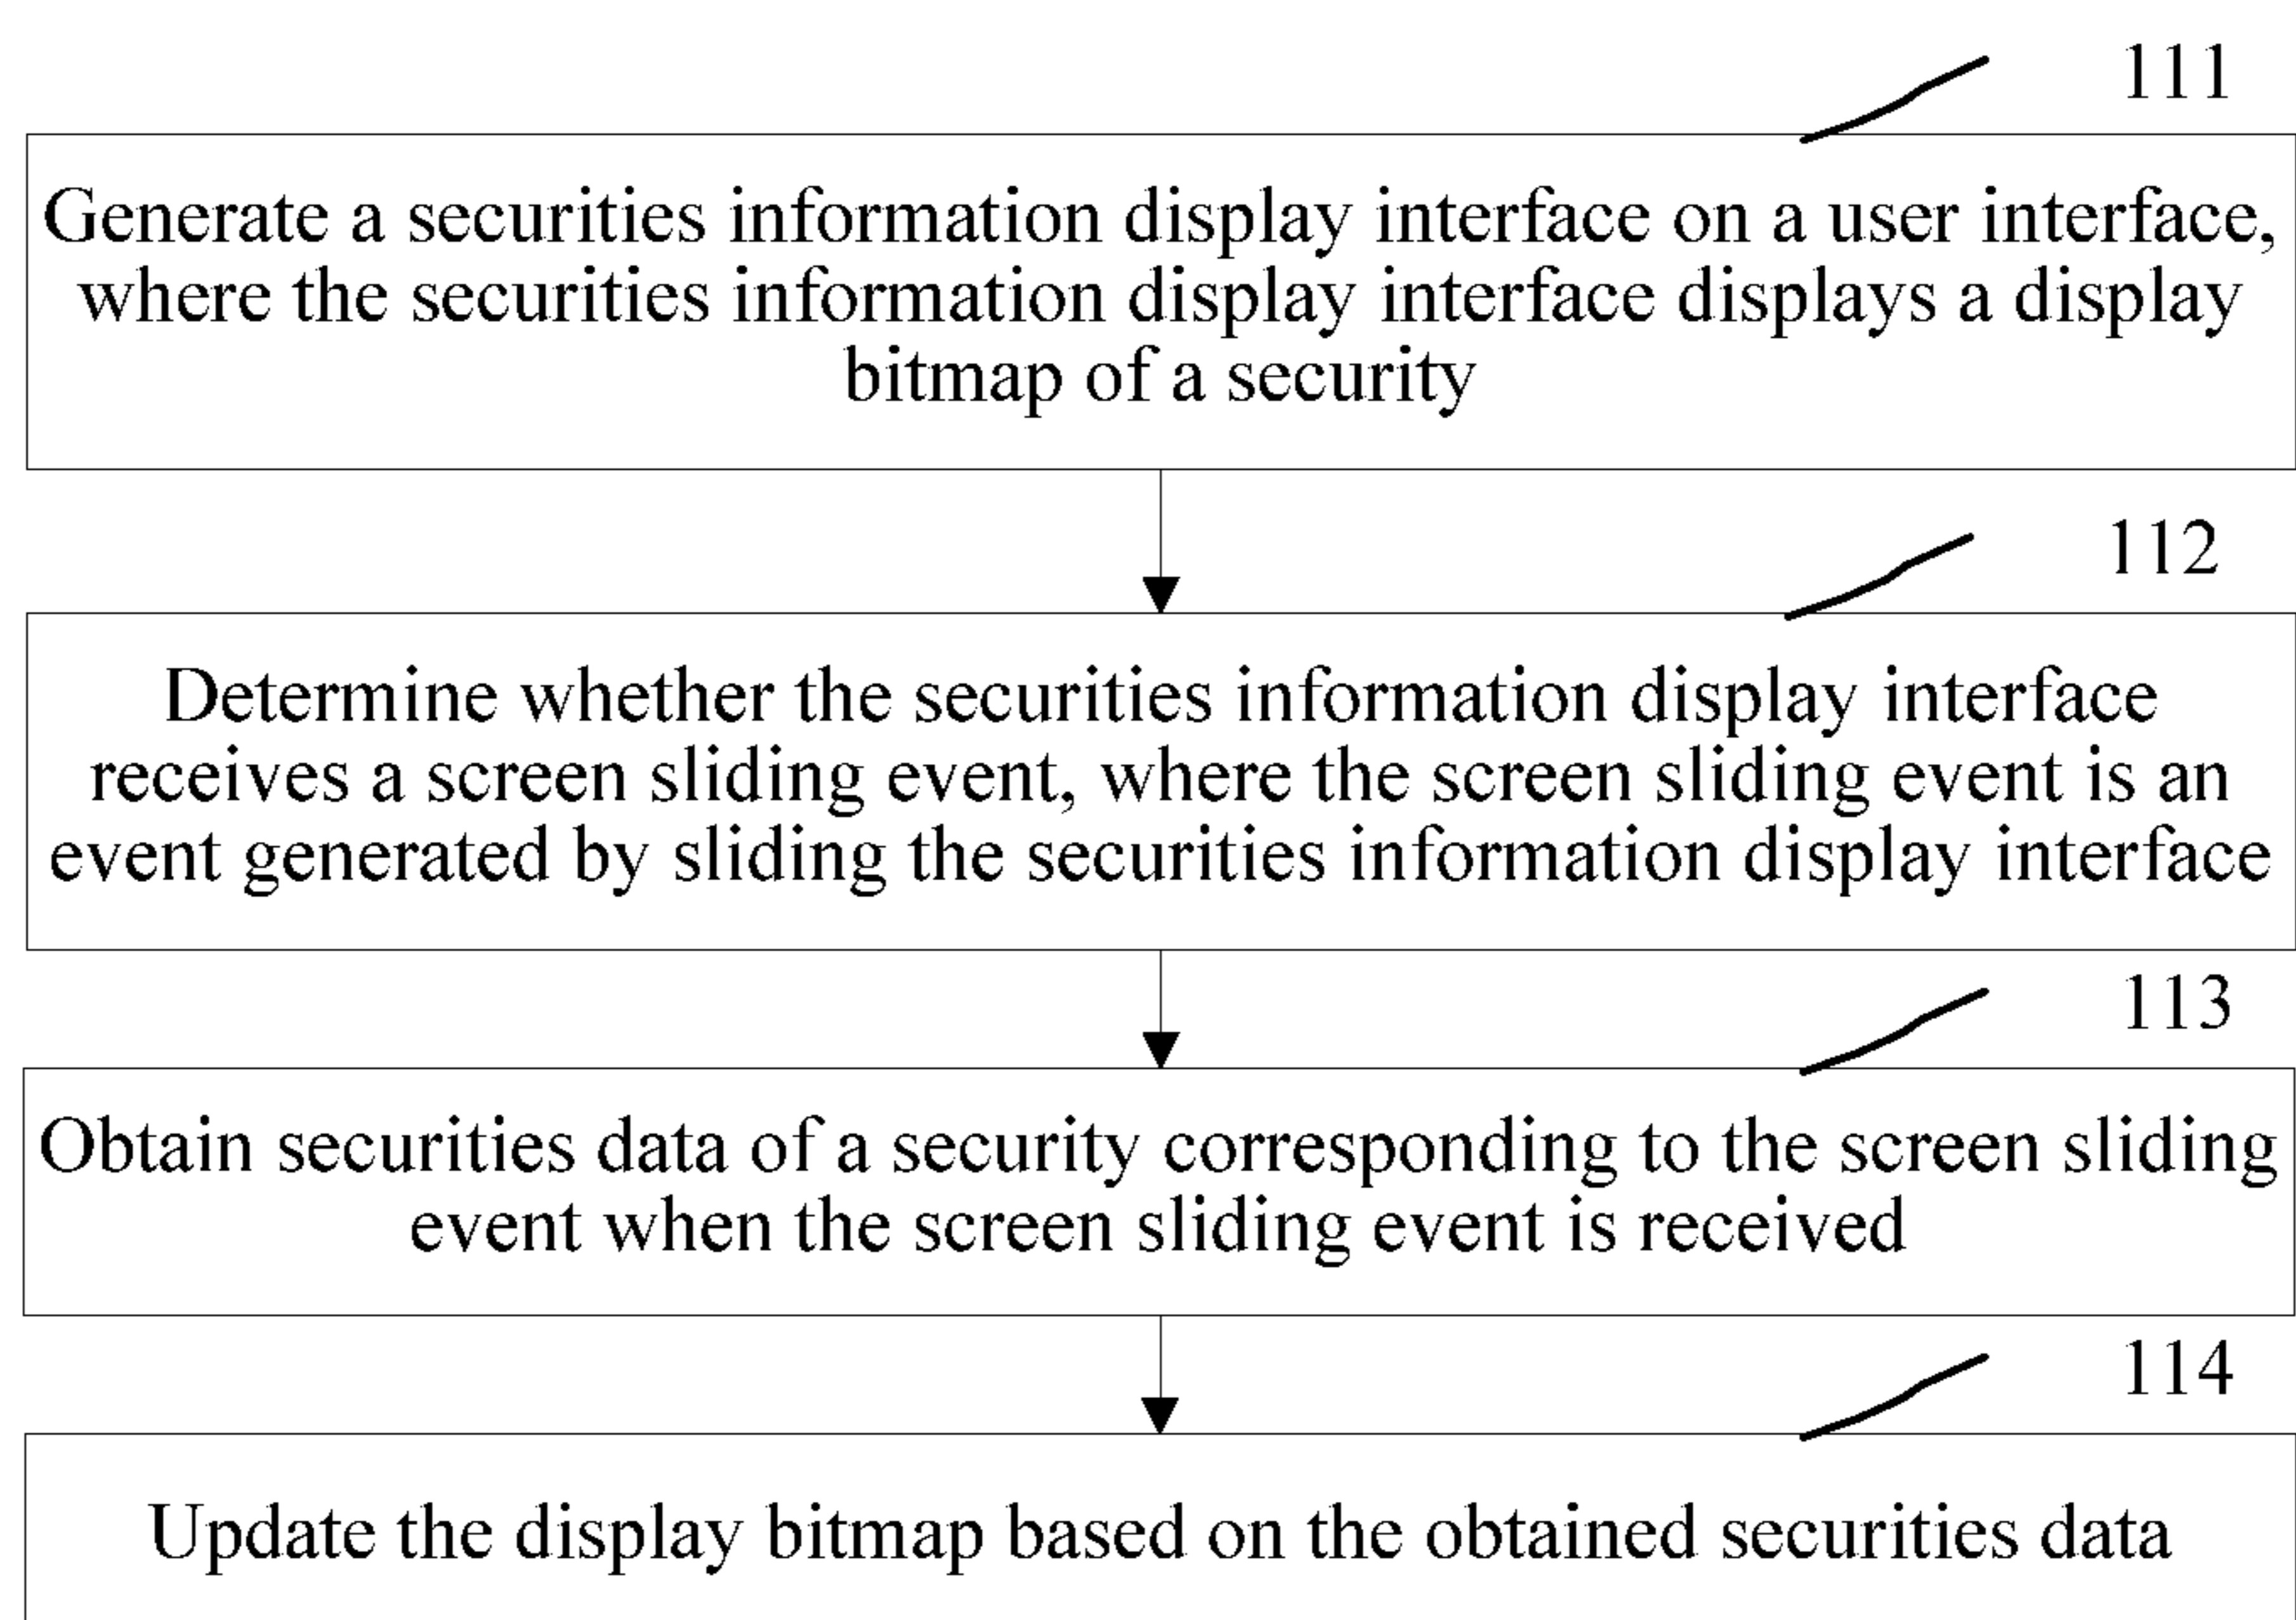 111
Generate a securities information display interface on a user interface,
where the securities information display interface displays a display
bitmap of a security
112
Determine whether the securities information display interface
receives a screen sliding event, where the screen sliding event is an
event generated by sliding the securities information display interface
113
Obtain securities data of a security corresponding to the screen sliding
event when the screen sliding event is received
114
Update the display bitmap based on the obtained securities data